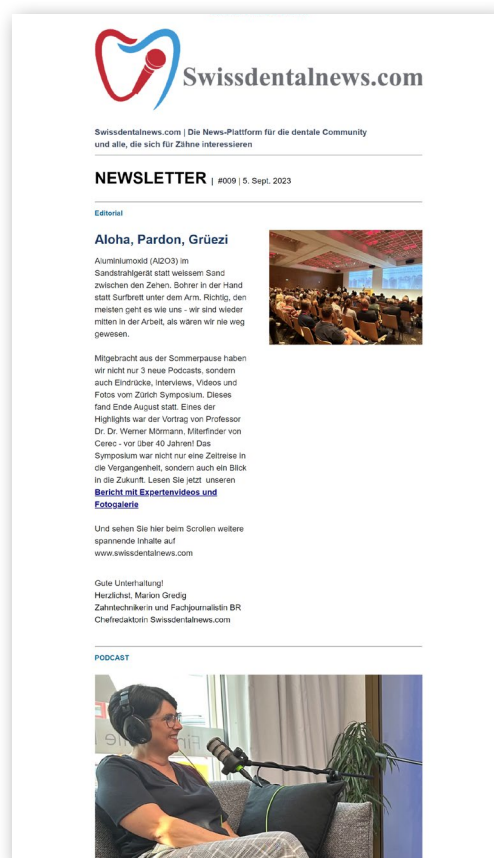 Swissdentalnews.com
Swissdentalnews.com | Die News-Plattform für die dentale Community
und alle, die sich für Zähne interessieren
NEWSLETTER | #009 | 5. Sept. 2023
Editorial
Aloha, Pardon, Grüezi
Aluminiumoxid (Al2O3) im
Sandstrahlgerät statt weissem Sand
zwischen den Zehen. Bohrer in der Hand
statt Surfbrett unter dem Arm. Richtig, den
meisten geht es wie uns - wir sind wieder
mitten in der Arbeit, als wären wir nie weg
gewesen.
Mitgebracht aus der Sommerpause haben
wir nicht nur 3 neue Podcasts, sondern
auch Eindrücke, Interviews, Videos und
Fotos vom Zürich Symposium. Dieses
fand Ende August statt. Eines der
Highlights war der Vortrag von Professor
Dr. Dr. Werner Mörmann, Miterfinder von
Cerec - vor über 40 Jahren! Das
Symposium war nicht nur eine Zeitreise in
die Vergangenheit, sondern auch ein Blick
in die Zukunft. Lesen Sie jetzt unseren
Bericht mit Expertenvideos und
Fotogalerie
Und sehen Sie hier beim Scrollen weitere
spannende Inhalte auf
www.swissdentalnews.com
Gute Unterhaltung!
Herzlichst, Marion Gredig
Zahntechnikerin und Fachjournalistin BR
Chefredaktorin Swissdentalnews.com
PODCAST